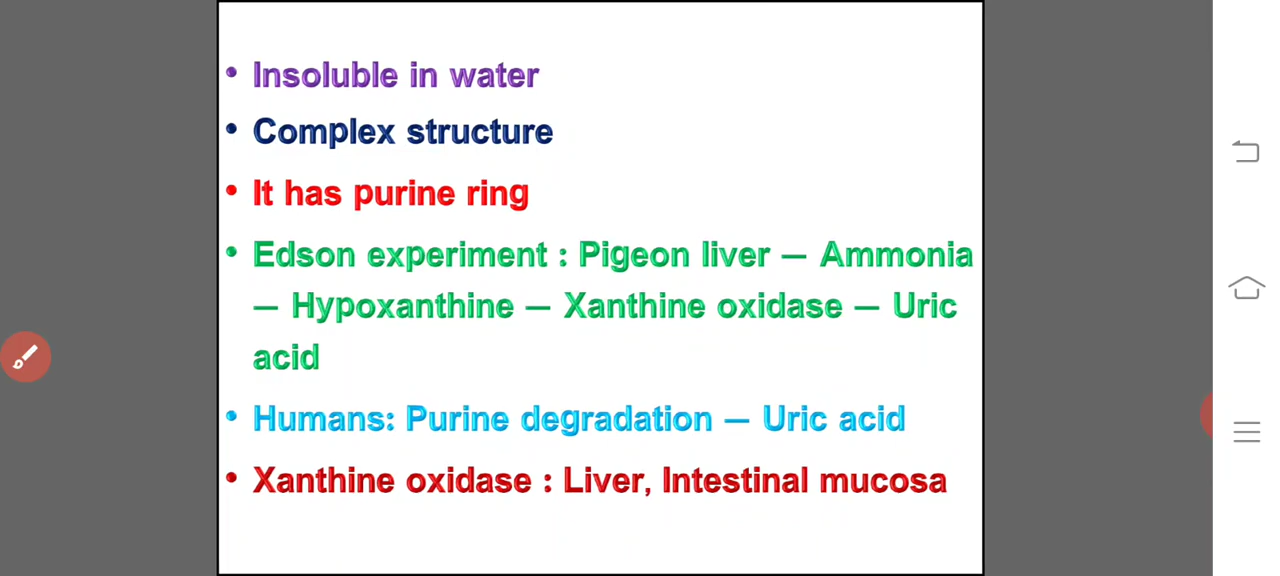 • Insoluble in water
• Complex structure
• It has purine ring
• Edson experiment : Pigeon liver – Ammonia
– Hypoxanthine – Xanthine oxidase – Uric
acid
• Humans: Purine degradation – Uric acid
• Xanthine oxidase : Liver, Intestinal mucosa